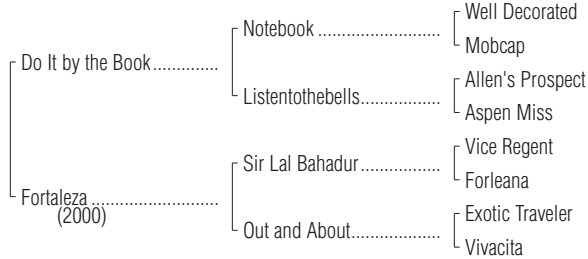 Well Decorated
Notebook ..........................
Mobcap
Do It by the Book..............
Allen's Prospect
Listentothebells.................
Aspen Miss
Vice Regent
Sir Lal Bahadur.................
Forleana
Fortaleza ...........................
(2000)
Exotic Traveler
Out and About...................
Vivacita